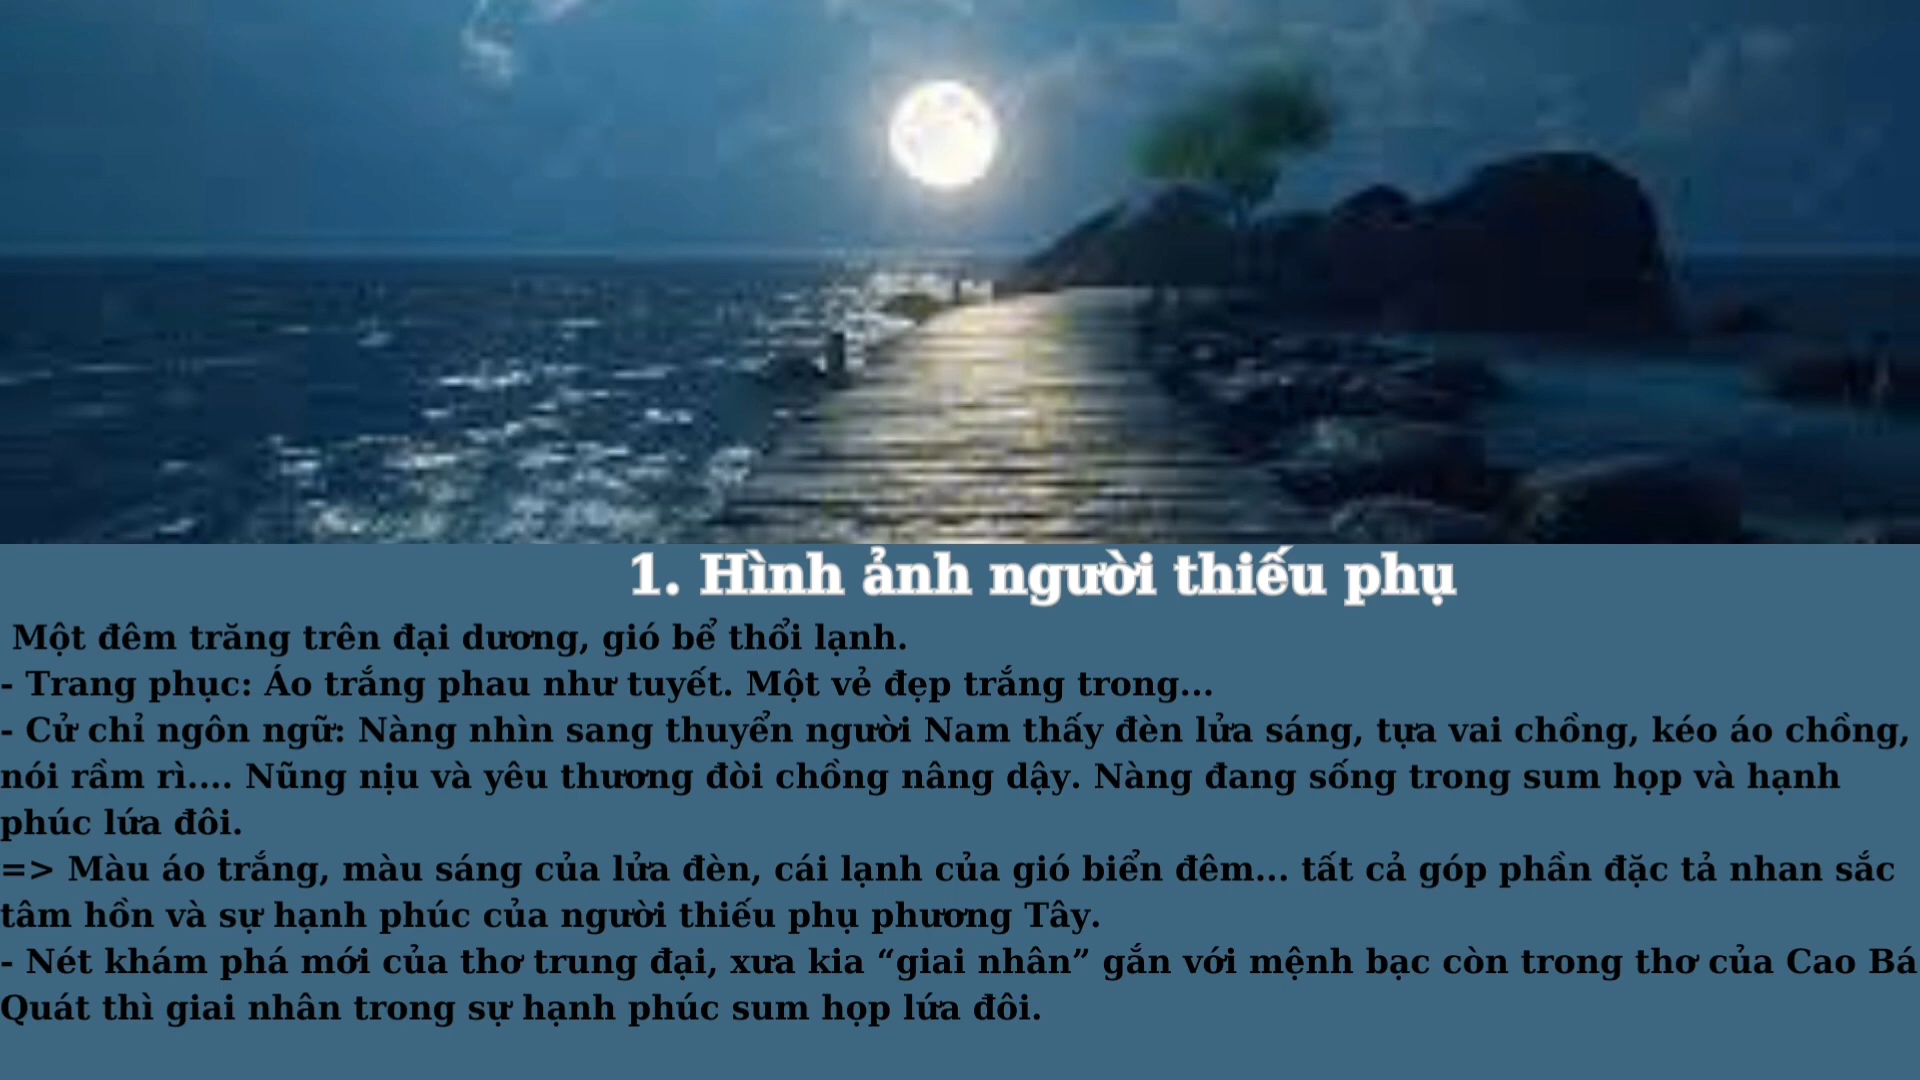 1. Hình ảnh người thiếu phụ
Một đêm trăng trên đại dương, gió bể thổi lạnh.
- Trang phục: Áo trắng phau như tuyết. Một vẻ đẹp trắng trong...
- Cử chỉ ngôn ngữ: Nàng nhìn sang thuyển người Nam thấy đèn lửa sáng, tựa vai chồng, kéo áo chồng,
nói rầm rì.... Nũng nịu và yêu thương đòi chồng nâng dậy. Nàng đang sống trong sum họp và hạnh
phúc lứa đôi.
=> Màu áo trắng, màu sáng của lửa đèn, cái lạnh của gió biển đêm... tất cả góp phần đặc tả nhan sắc
tâm hồn và sự hạnh phúc của người thiếu phụ phương Tây.
- Nét khám phá mới của thơ trung đại, xưa kia “giai nhân” gắn với mệnh bạc còn trong thơ của Cao Bá
Quát thì giai nhân trong sự hạnh phúc sum họp lứa đôi.